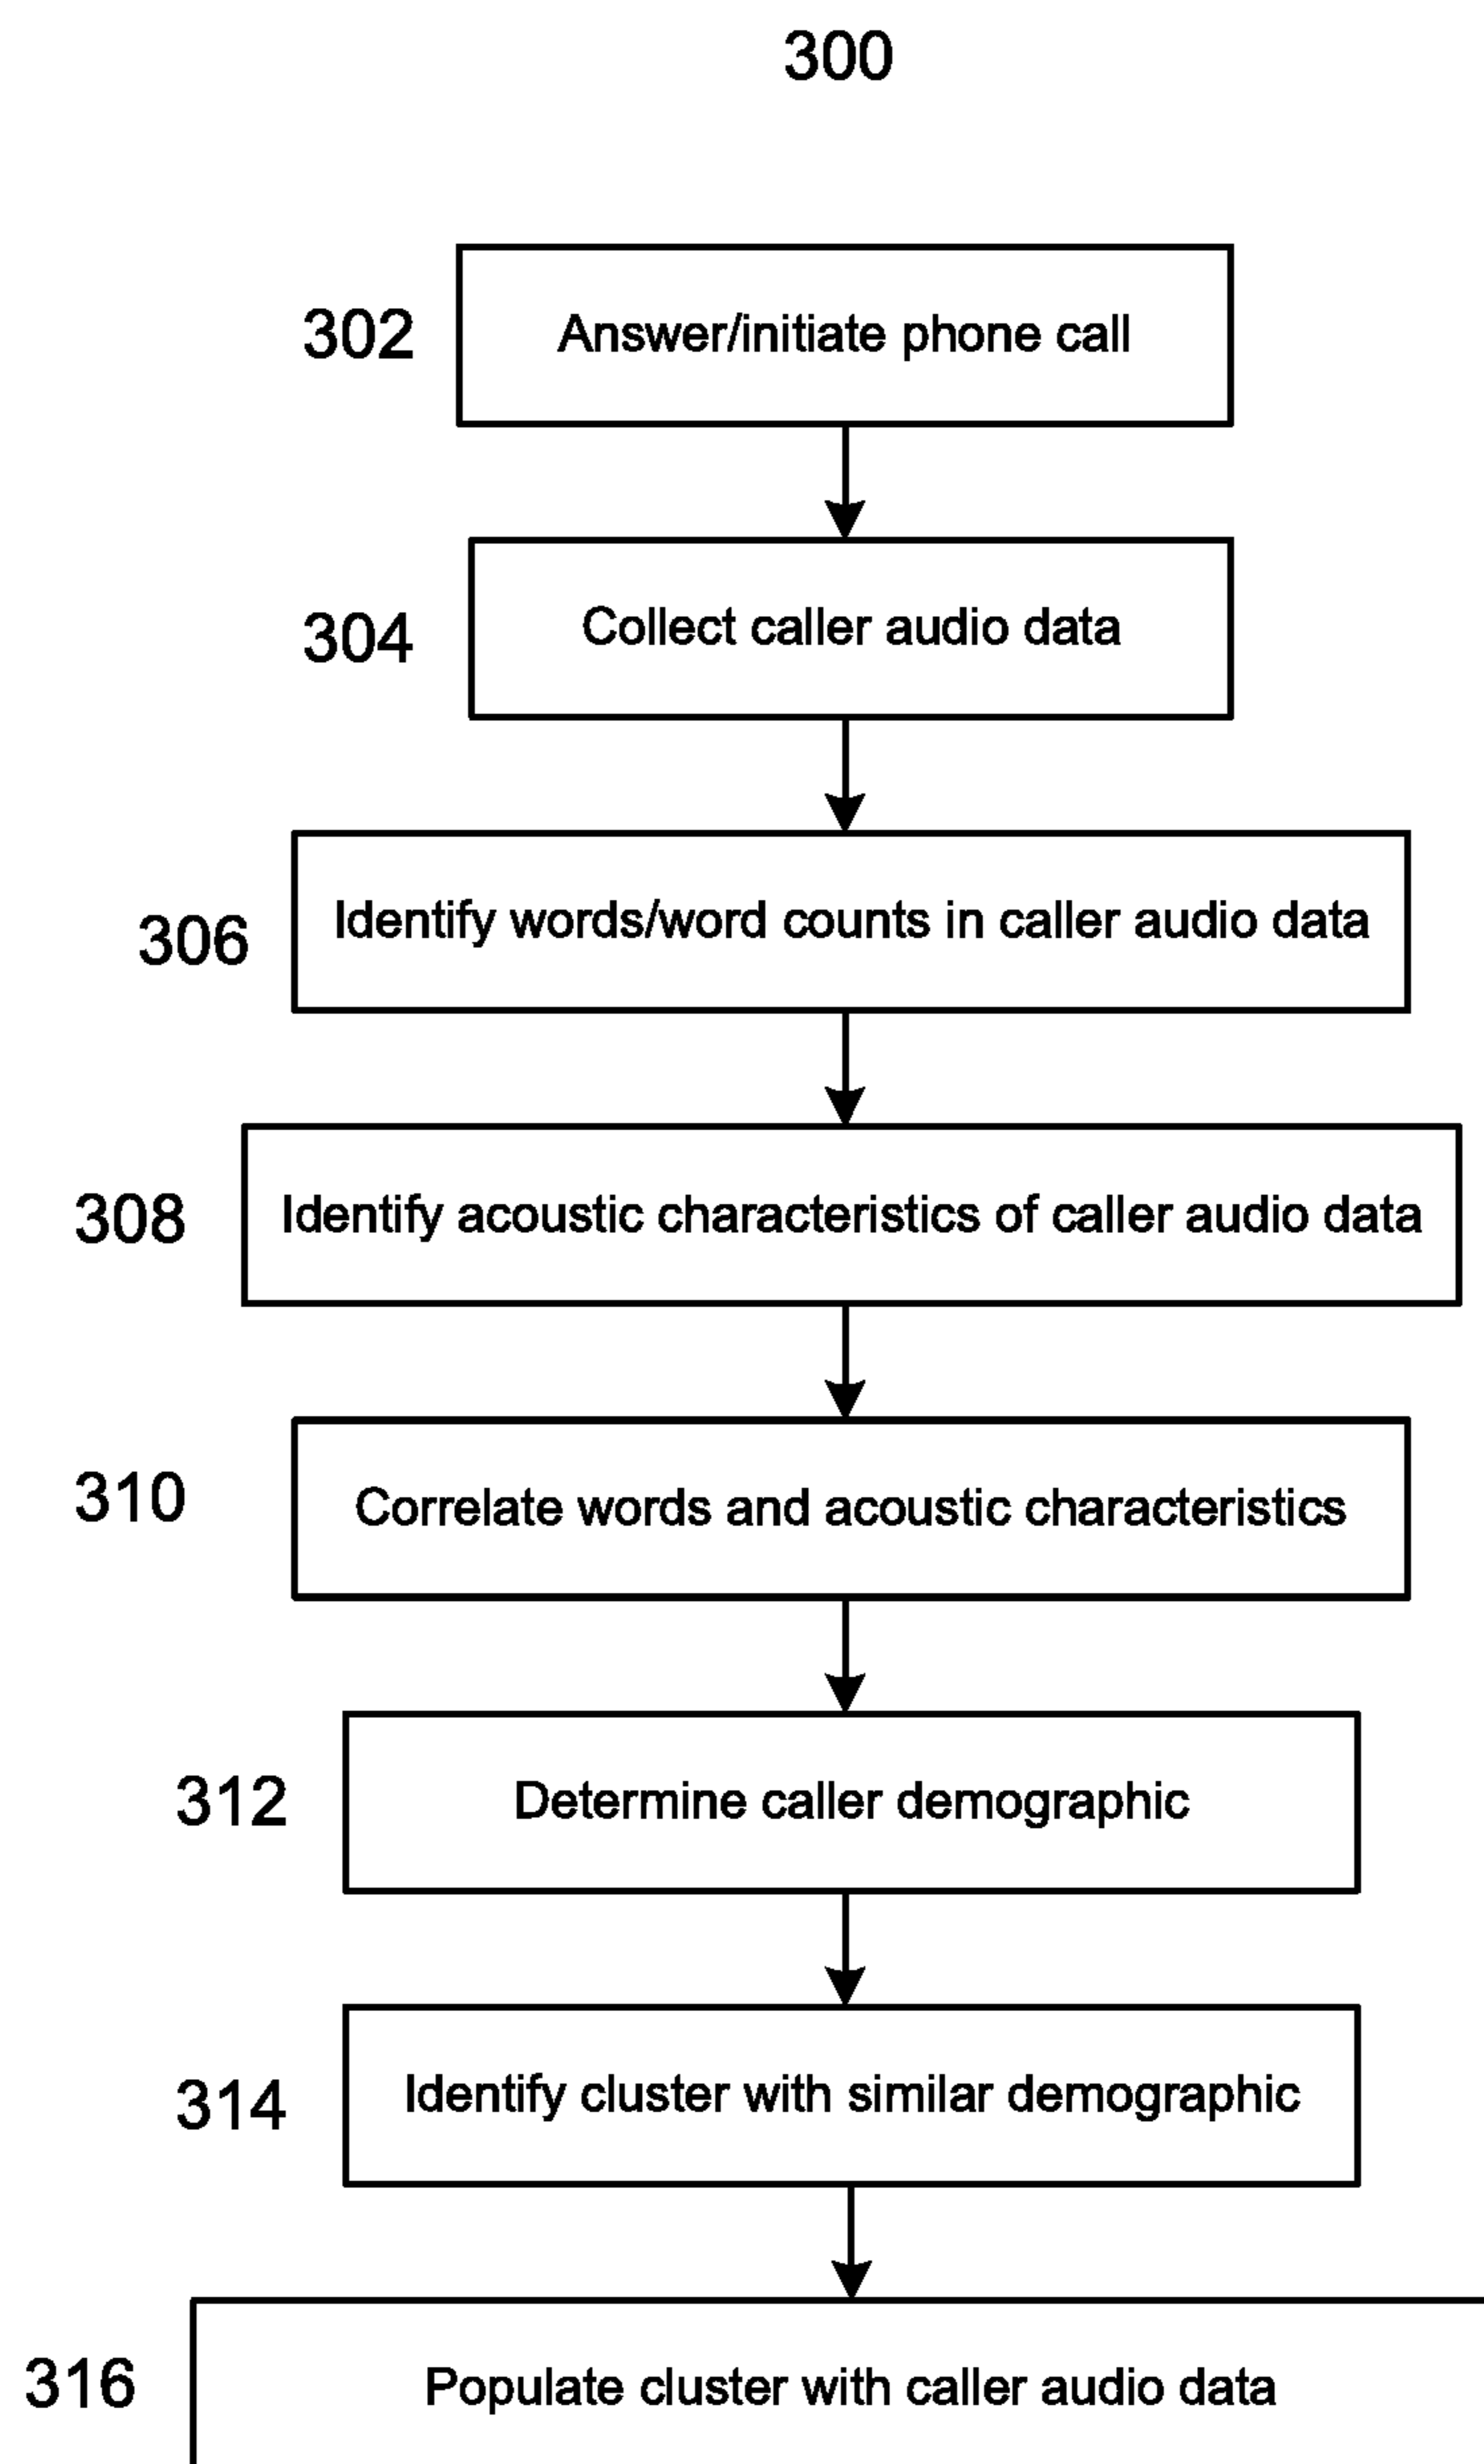 300
302
Answer/initiate phone call
304
Collect caller audio data
306
Identify words/word counts in caller audio data
308
Identify acoustic characteristics of caller audio data
310
Correlate words and acoustic characteristics
312
Determine caller demographic
314
Identify cluster with similar demographic
316
Populate cluster with caller audio data